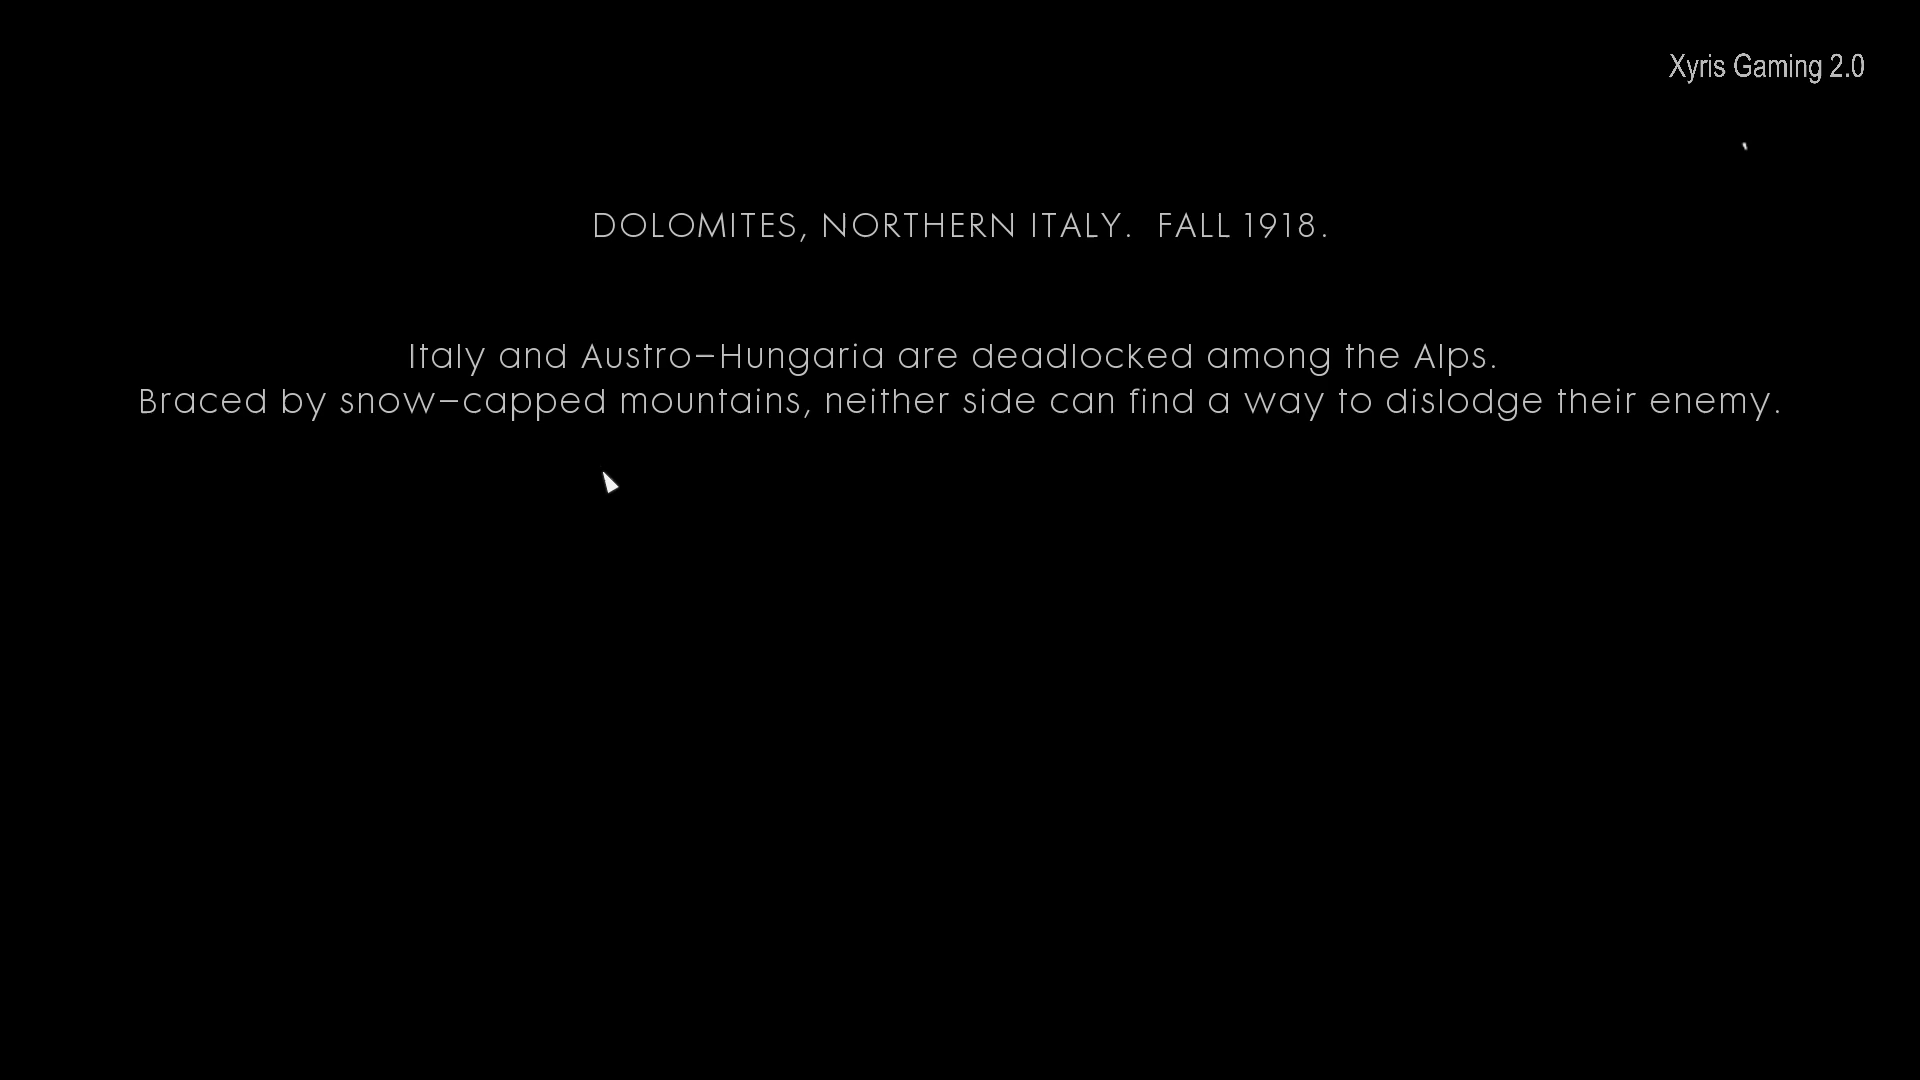 Xyris Gaming 2.0
DOLOMITES, NORTHERN ITALY.  FALL 1918.
Italy and Austro-Hungaria are deadlocked among the Alps.
Braced by snow-capped mountains, neither side can find a way to dislodge their enemy.